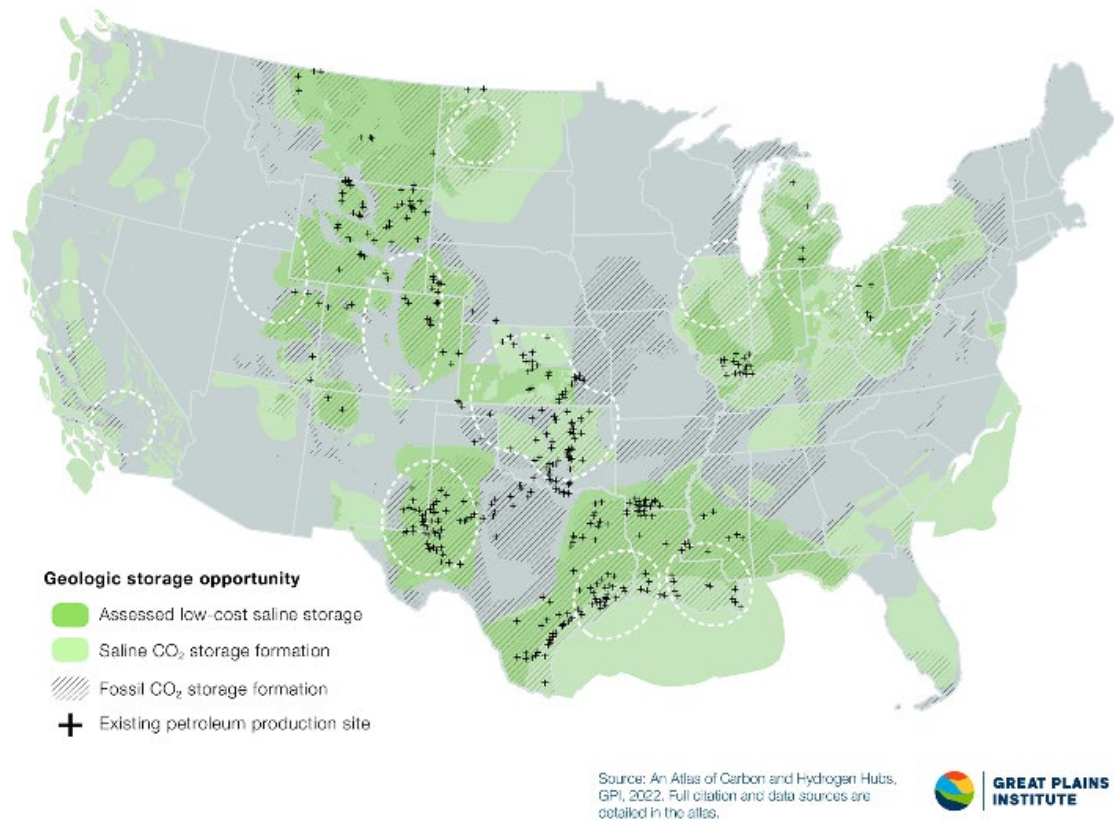 Geologic storage opportunity
Assessed low-cost saline storage
Saline CO₂ storage formation
Fossil CO₂ storage formation
Existing petroleum production site
Source: An Atlas of Carbon and Hydrogen Hubs,
GPI, 2022. Full citation and data sources are
detailed in the atlas.
GREAT PLAINS
INSTITUTE